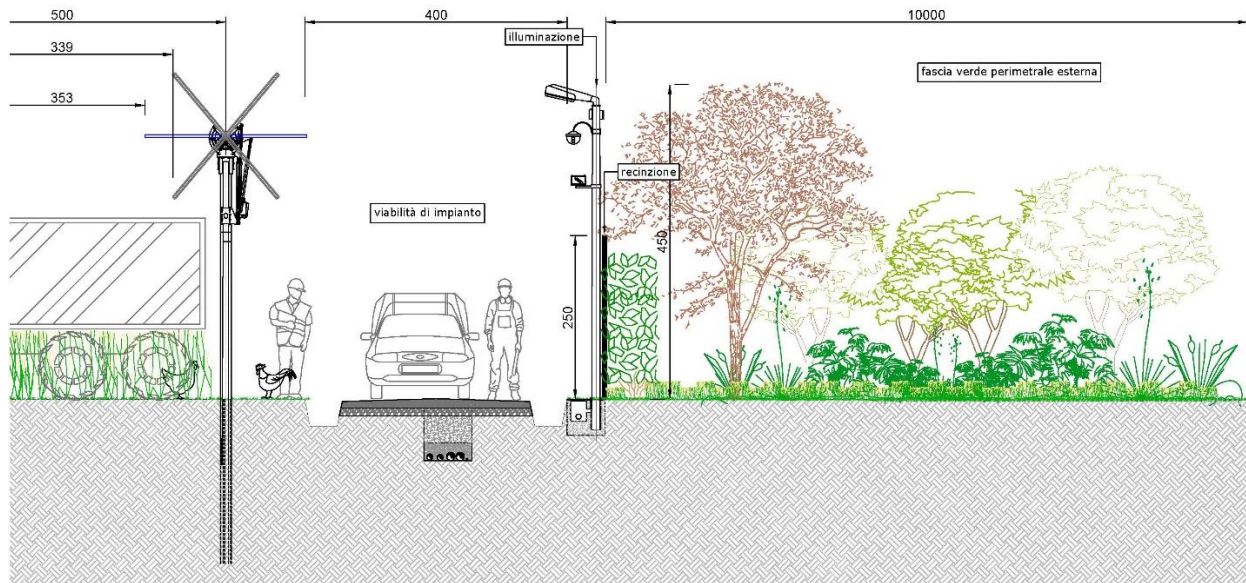 500
400
10000
illuminazione
339
fascia verde perimetrale esterna
353
recinzione
viabilità di impianto
450
250